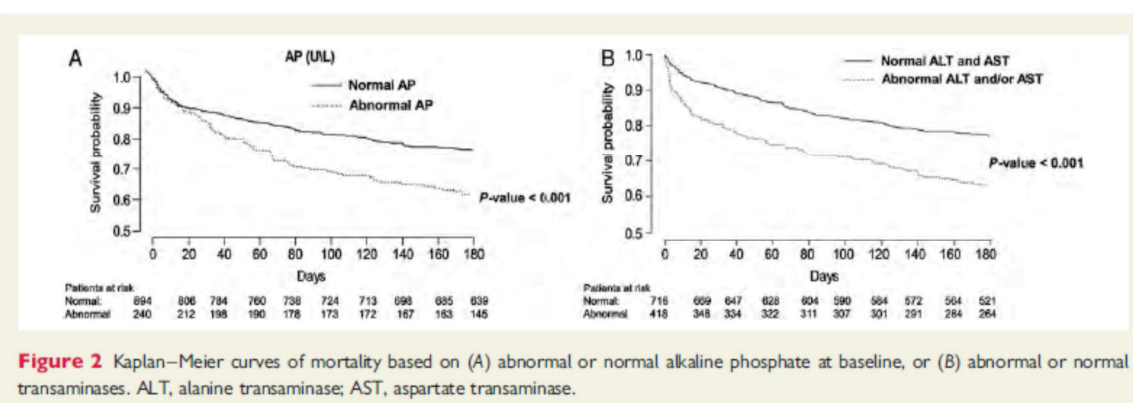 A
AP (U\L)
Normal AP
Abnormal AP
Survival probability
1.0
0.9
0.8
0.7
0.6
0.5
P-value < 0.001
0 20 40 60 80 100 120 140 160 180
Days
Patients at risk
Normal: 894 806 784 760 738 724 713 698 685 639
Abnormal 240 212 198 190 178 173 172 167 163 145
B
Normal ALT and AST
Abnormal ALT and/or AST
Survival probability
1.0
0.9
0.8
0.7
0.6
0.5
P-value < 0.001
0 20 40 60 80 100 120 140 160 180
Days
Patients at risk
Normal: 716 669 647 628 604 590 584 572 564 521
Abnormal 418 348 334 322 311 307 301 291 284 264
Figure 2 Kaplan–Meier curves of mortality based on (A) abnormal or normal alkaline phosphate at baseline, or (B) abnormal or normal
transaminases. ALT, alanine transaminase; AST, aspartate transaminase.